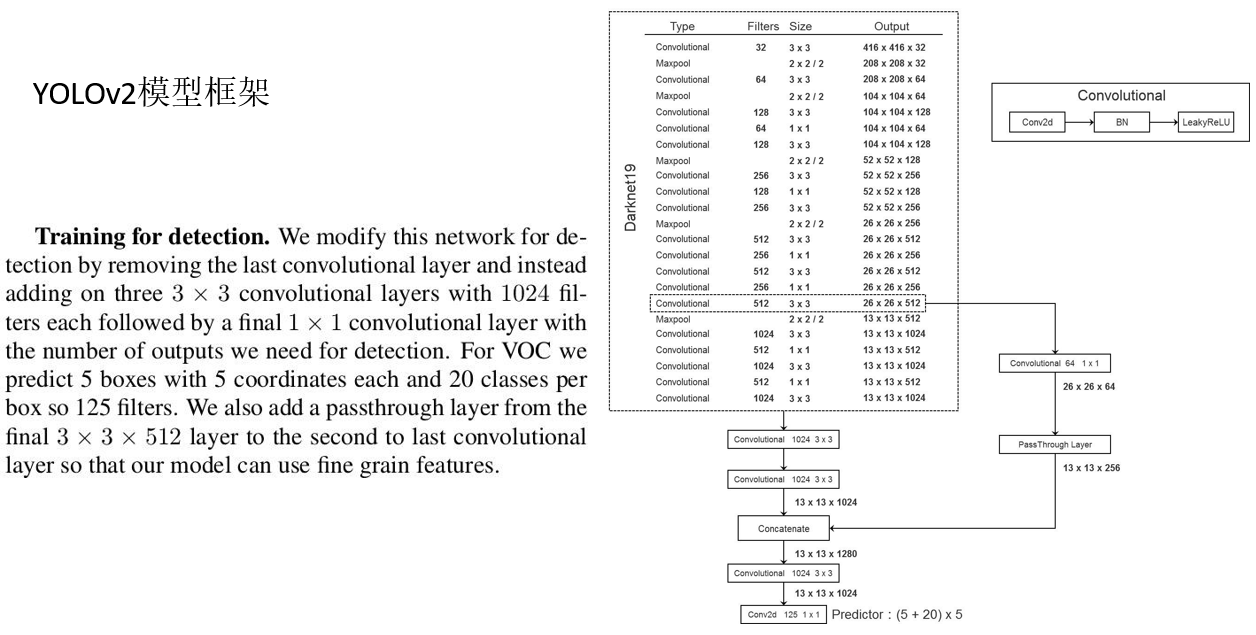 YOLOv2模型框架
Training for detection. We modify this network for de-
tection by removing the last convolutional layer and instead
adding on three 3 × 3 convolutional layers with 1024 fil-
ters each followed by a final 1 × 1 convolutional layer with
the number of outputs we need for detection. For VOC we
predict 5 boxes with 5 coordinates each and 20 classes per
box so 125 filters. We also add a passthrough layer from the
final 3 × 3 × 512 layer to the second to last convolutional
layer so that our model can use fine grain features.
Darknet19
Type Filters Size Output
Convolutional 32 3 x 3 416 x 416 x 32
Maxpool 2 x 2 / 2 208 x 208 x 32
Convolutional 64 3 x 3 208 x 208 x 64
Maxpool 2 x 2 / 2 104 x 104 x 64
Convolutional 128 3 x 3 104 x 104 x 128
Convolutional 64 1 x 1 104 x 104 x 64
Convolutional 128 3 x 3 104 x 104 x 128
Maxpool 2 x 2 / 2 52 x 52 x 128
Convolutional 256 3 x 3 52 x 52 x 256
Convolutional 128 1 x 1 52 x 52 x 128
Convolutional 256 3 x 3 52 x 52 x 256
Maxpool 2 x 2 / 2 26 x 26 x 256
Convolutional 512 3 x 3 26 x 26 x 512
Convolutional 256 1 x 1 26 x 26 x 256
Convolutional 512 3 x 3 26 x 26 x 512
Convolutional 256 1 x 1 26 x 26 x 256
Convolutional 512 3 x 3 26 x 26 x 512
Maxpool 2 x 2 / 2 13 x 13 x 512
Convolutional 1024 3 x 3 13 x 13 x 1024
Convolutional 512 1 x 1 13 x 13 x 512
Convolutional 1024 3 x 3 13 x 13 x 1024
Convolutional 512 1 x 1 13 x 13 x 512
Convolutional 1024 3 x 3 13 x 13 x 1024
Convolutional 1024 3 x 3
Convolutional 1024 3 x 3
13 x 13 x 1024
Concatenate
13 x 13 x 1280
Convolutional 1024 3 x 3
13 x 13 x 1024
Conv2d 125 1 x 1
Predictor : (5 + 20) x 5
Convolutional
Conv2d BN LeakyReLU
Convolutional 64 1 x 1
26 x 26 x 64
PassThrough Layer
13 x 13 x 256